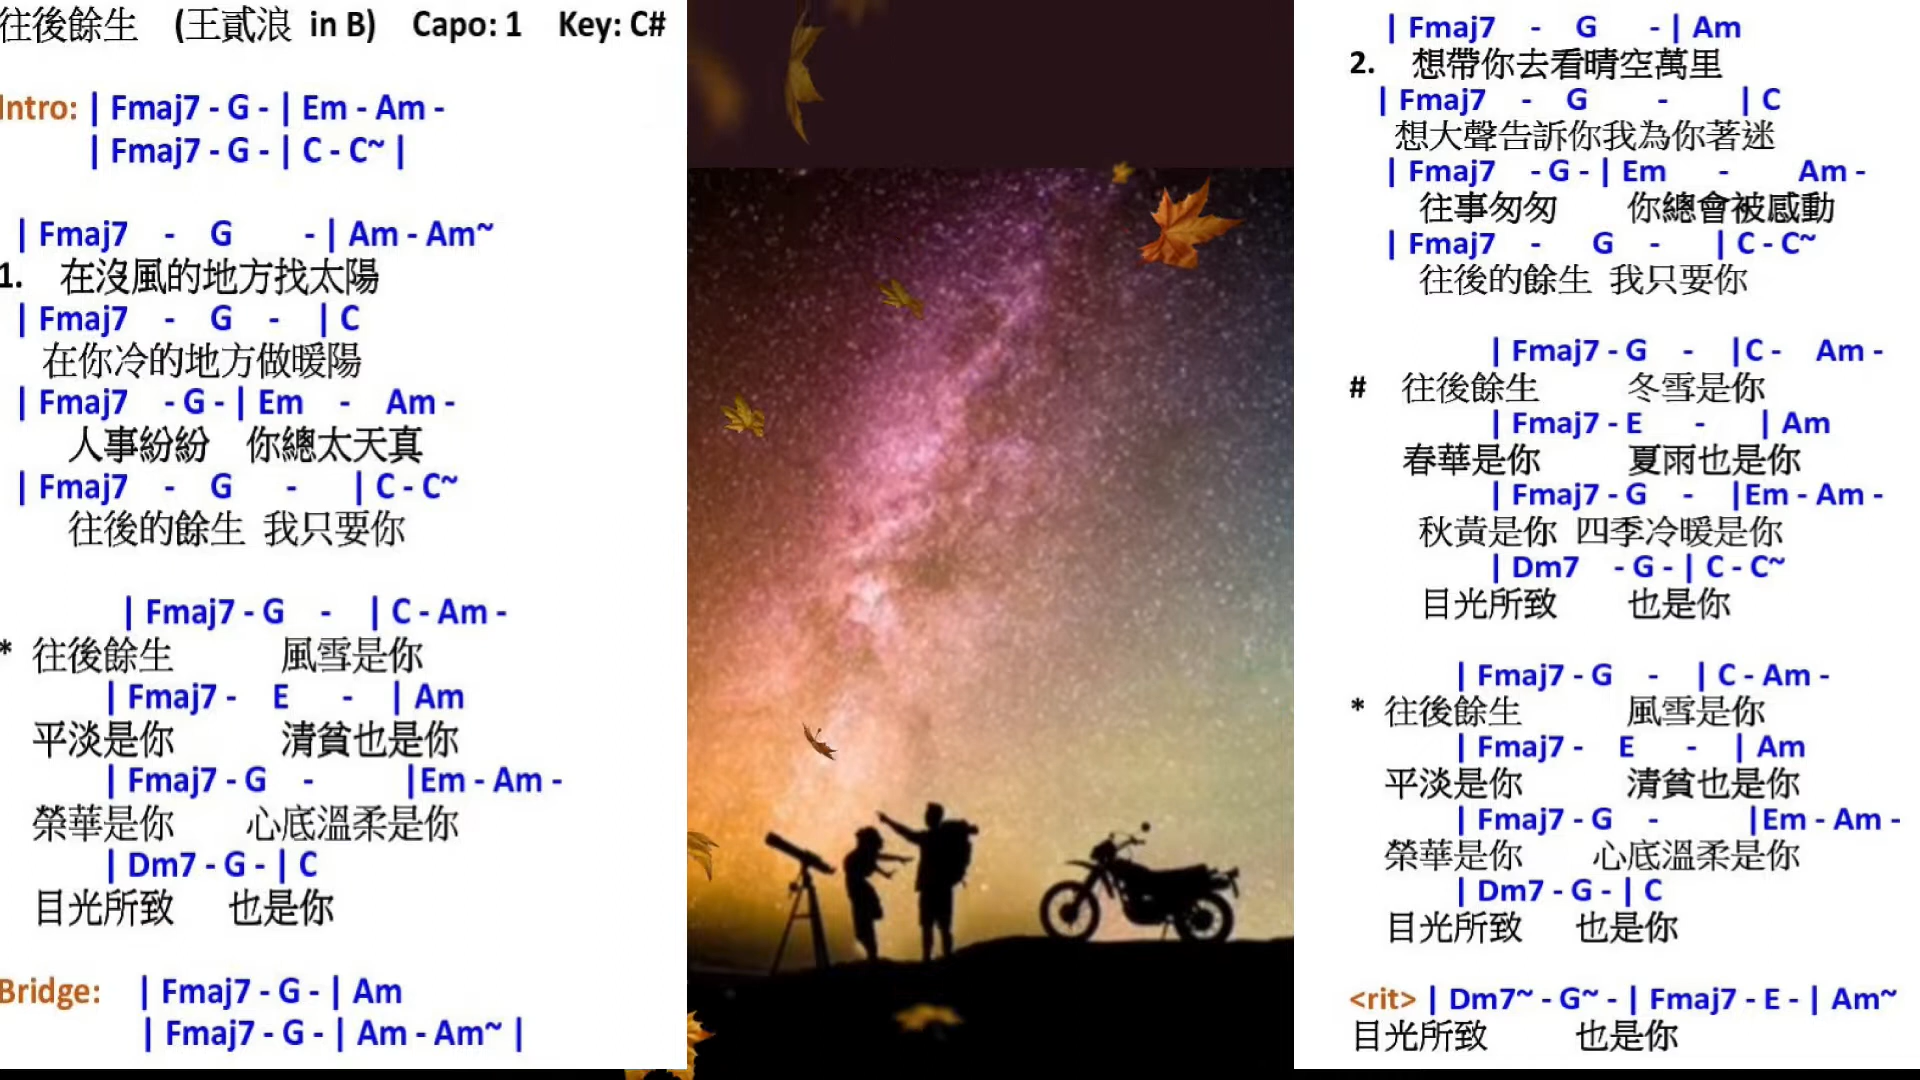 往後餘生 (王貳浪 in B) Capo: 1 Key: C#
Intro: | Fmaj7 - G - | Em - Am -
| Fmaj7 - G - | C - C~ |
| Fmaj7 - G - | Am - Am~
1. 在沒風的地方找太陽
| Fmaj7 - G - | C
在你冷的地方做暖陽
| Fmaj7 - G - | Em - Am -
人事紛紛 你總太天真
| Fmaj7 - G - | C - C~
往後的餘生 我只要你
| Fmaj7 - G - | C - Am -
* 往後餘生 風雪是你
| Fmaj7 - E - | Am
平淡是你 清貧也是你
| Fmaj7 - G - |Em - Am -
榮華是你 心底溫柔是你
| Dm7 - G - | C
目光所致 也是你
Bridge: | Fmaj7 - G - | Am
| Fmaj7 - G - | Am - Am~ |
| Fmaj7 - G - | Am
2. 想帶你去看晴空萬里
| Fmaj7 - G - | C
想大聲告訴你我為你著迷
| Fmaj7 - G - | Em - Am -
往事匆匆 你總會被感動
| Fmaj7 - G - | C - C~
往後的餘生 我只要你
| Fmaj7 - G - |C - Am -
# 往後餘生 冬雪是你
| Fmaj7 - E - | Am
春華是你 夏雨也是你
| Fmaj7 - G - |Em - Am -
秋黃是你 四季冷暖是你
| Dm7 - G - | C - C~
目光所致 也是你
| Fmaj7 - G - | C - Am -
* 往後餘生 風雪是你
| Fmaj7 - E - | Am
平淡是你 清貧也是你
| Fmaj7 - G - |Em - Am -
榮華是你 心底溫柔是你
| Dm7 - G - | C
目光所致 也是你
<rit> | Dm7~ - G~ - | Fmaj7 - E - | Am~
目光所致 也是你